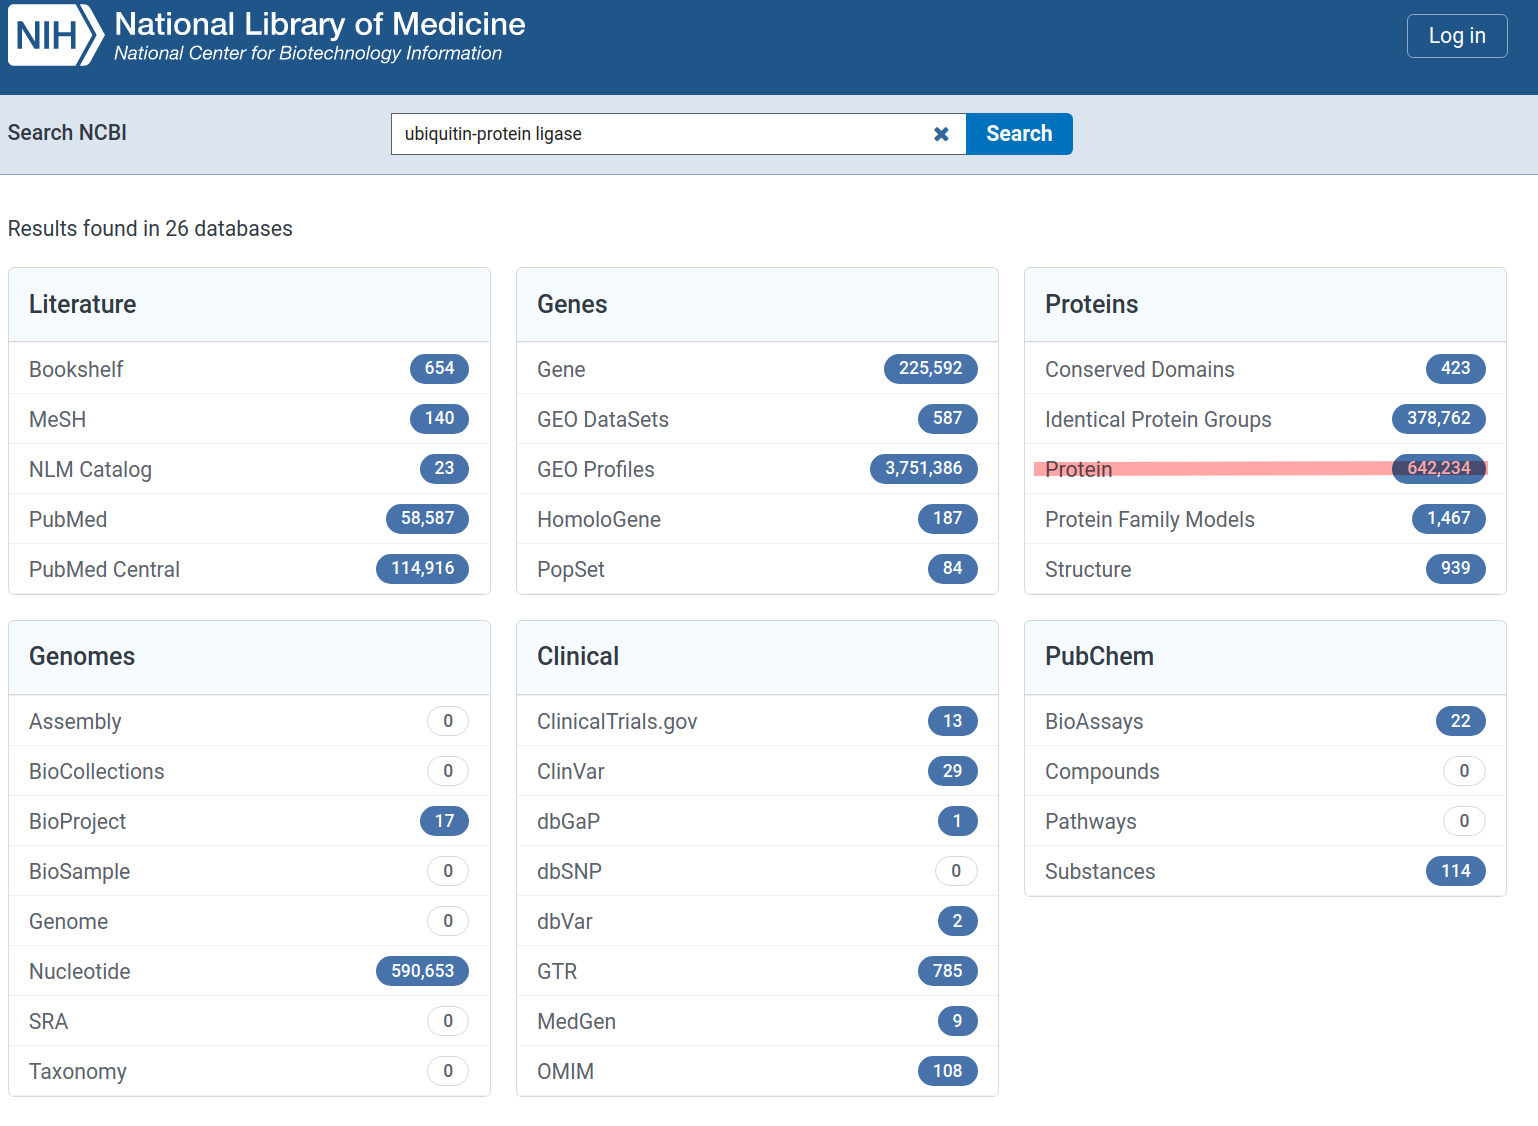 NIH
National Library of Medicine
National Center for Biotechnology Information
Log in
Search NCBI
ubiquitin-protein ligase
Search
Results found in 26 databases
Literature
Bookshelf 654
MeSH 140
NLM Catalog 23
PubMed 58,587
PubMed Central 114,916
Genes
Gene 225,592
GEO DataSets 587
GEO Profiles 3,751,386
HomoloGene 187
PopSet 84
Proteins
Conserved Domains 423
Identical Protein Groups 378,762
Protein 642,234
Protein Family Models 1,467
Structure 939
Genomes
Assembly 0
BioCollections 0
BioProject 17
BioSample 0
Genome 0
Nucleotide 590,653
SRA 0
Taxonomy 0
Clinical
ClinicalTrials.gov 13
ClinVar 29
dbGaP 1
dbSNP 0
dbVar 2
GTR 785
MedGen 9
OMIM 108
PubChem
BioAssays 22
Compounds 0
Pathways 0
Substances 114